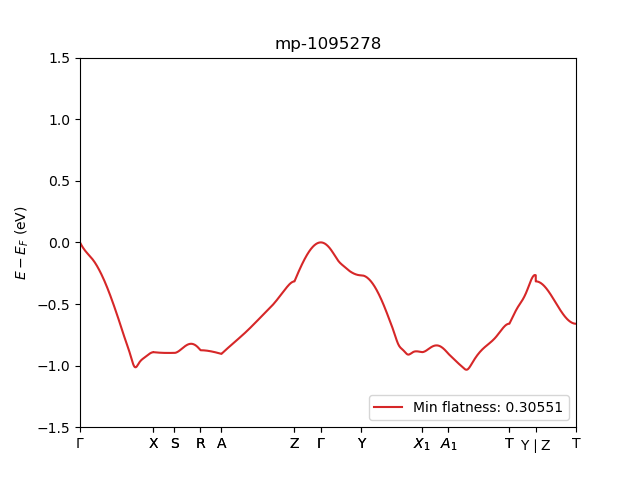 mp-1095278
E − E_F (eV)
1.5
1.0
0.5
0.0
−0.5
−1.0
−1.5
Min flatness: 0.30551
Γ X S R A Z Γ Y X₁ A₁ T Y | Z T